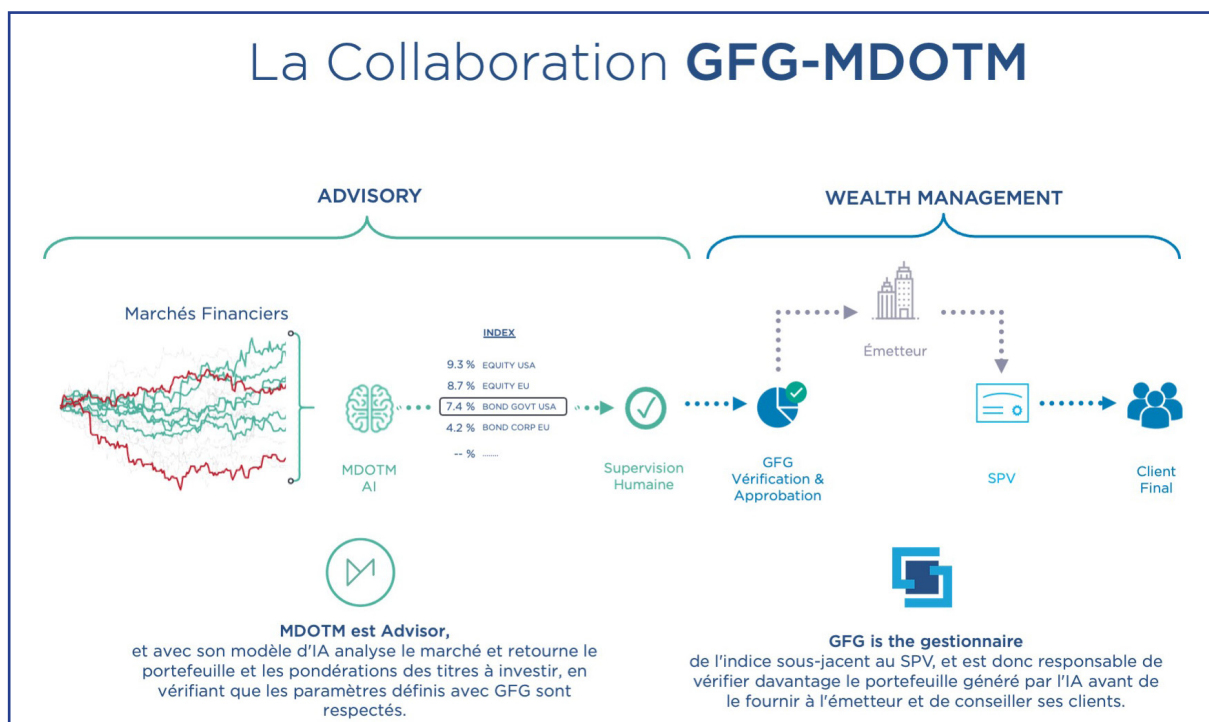 La Collaboration GFG-MDOTM
ADVISORY
WEALTH MANAGEMENT
Marchés Financiers
INDEX
9.3 % EQUITY USA
8.7 % EQUITY EU
7.4 % BOND GOVT USA
4.2 % BOND CORP EU
-- % ........
MDOTM
AI
Supervision
Humaine
GFG
Vérification &
Approbation
Émetteur
SPV
Client
Final
MDOTM est Advisor,
et avec son modèle d'IA analyse le marché et retourne le
portefeuille et les pondérations des titres à investir, en
vérifiant que les paramètres définis avec GFG sont
respectés.
GFG is the gestionnaire
de l'indice sous-jacent au SPV, et est donc responsable de
vérifier davantage le portefeuille généré par l'IA avant de
le fournir à l'émetteur et de conseiller ses clients.